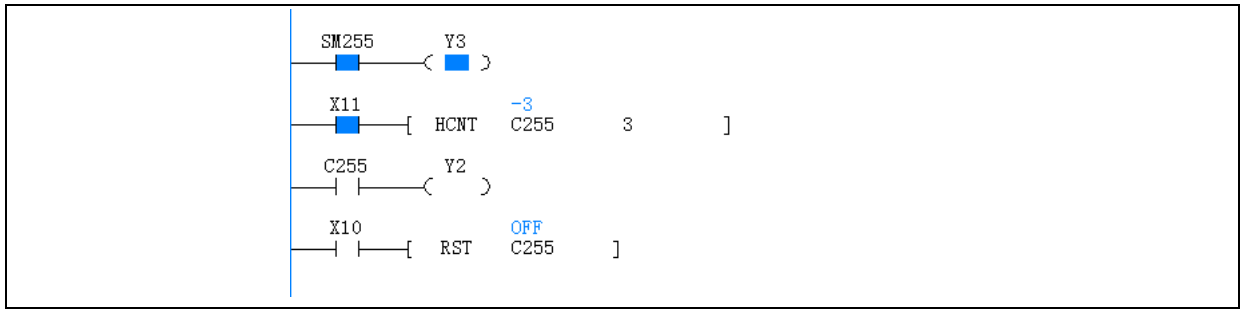 SM255 Y3
X11 -3
HCNT C255 3
C255 Y2
X10 OFF
RST C255